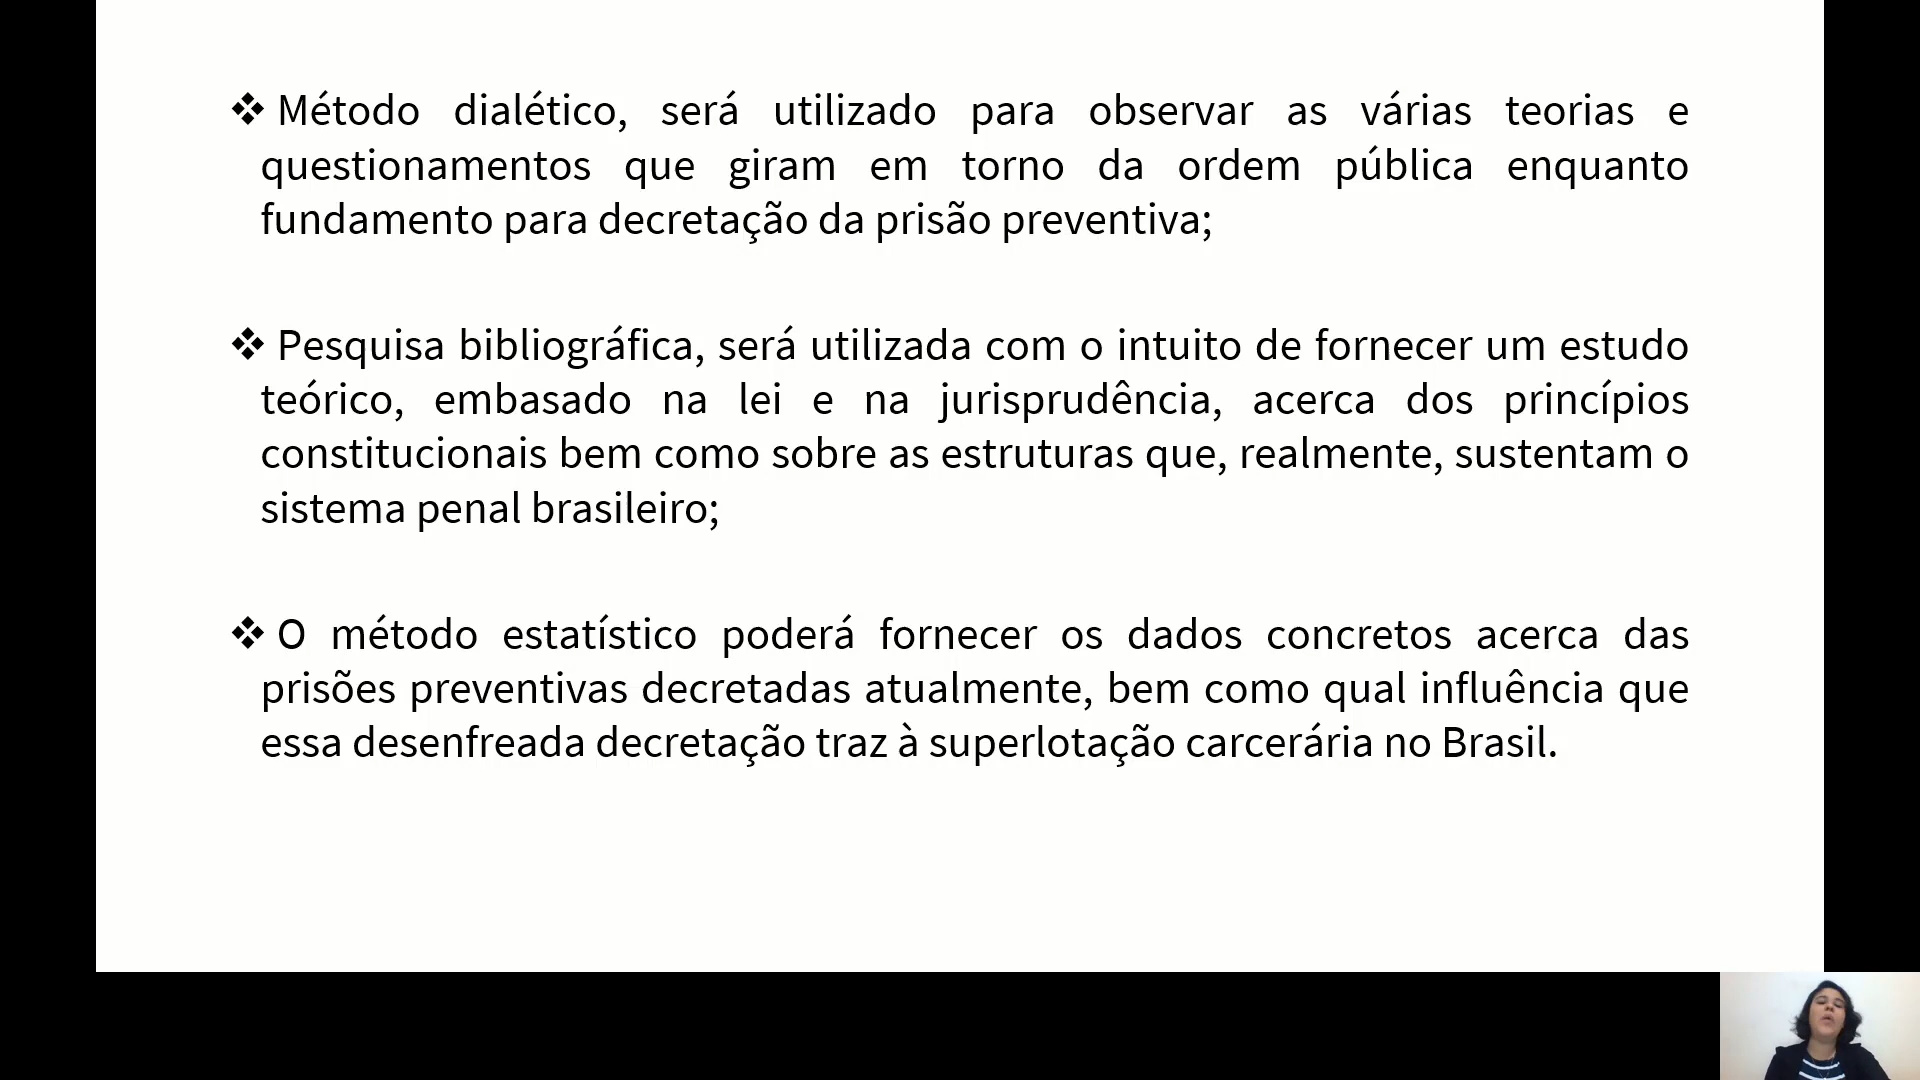 ❖ Método dialético, será utilizado para observar as várias teorias e
questionamentos que giram em torno da ordem pública enquanto
fundamento para decretação da prisão preventiva;
❖ Pesquisa bibliográfica, será utilizada com o intuito de fornecer um estudo
teórico, embasado na lei e na jurisprudência, acerca dos princípios
constitucionais bem como sobre as estruturas que, realmente, sustentam o
sistema penal brasileiro;
❖ O método estatístico poderá fornecer os dados concretos acerca das
prisões preventivas decretadas atualmente, bem como qual influência que
essa desenfreada decretação traz à superlotação carcerária no Brasil.